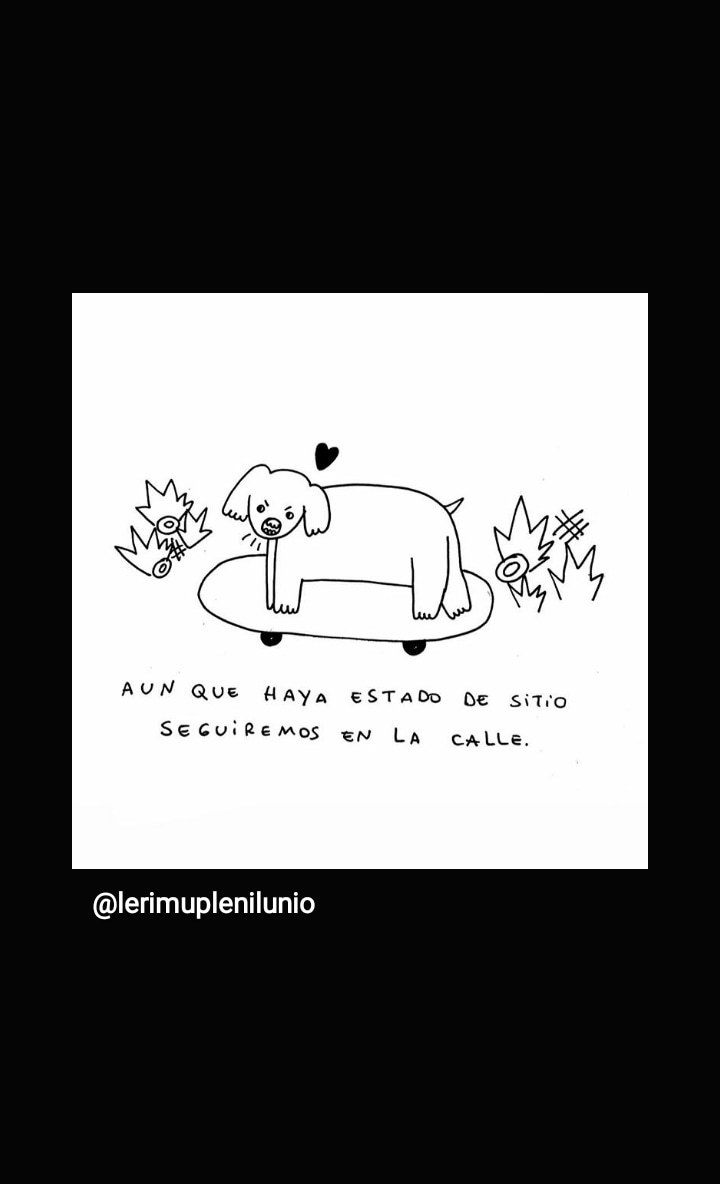 AUN QUE HAYA ESTADO DE SiTiO
SEGUiREMOS EN LA CALLE.
@lerimuplenilunio